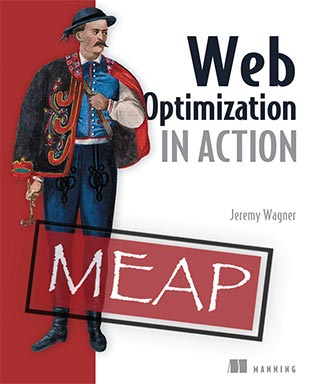 Web
Optimization
IN ACTION
Jeremy Wagner
MEAP
MANNING